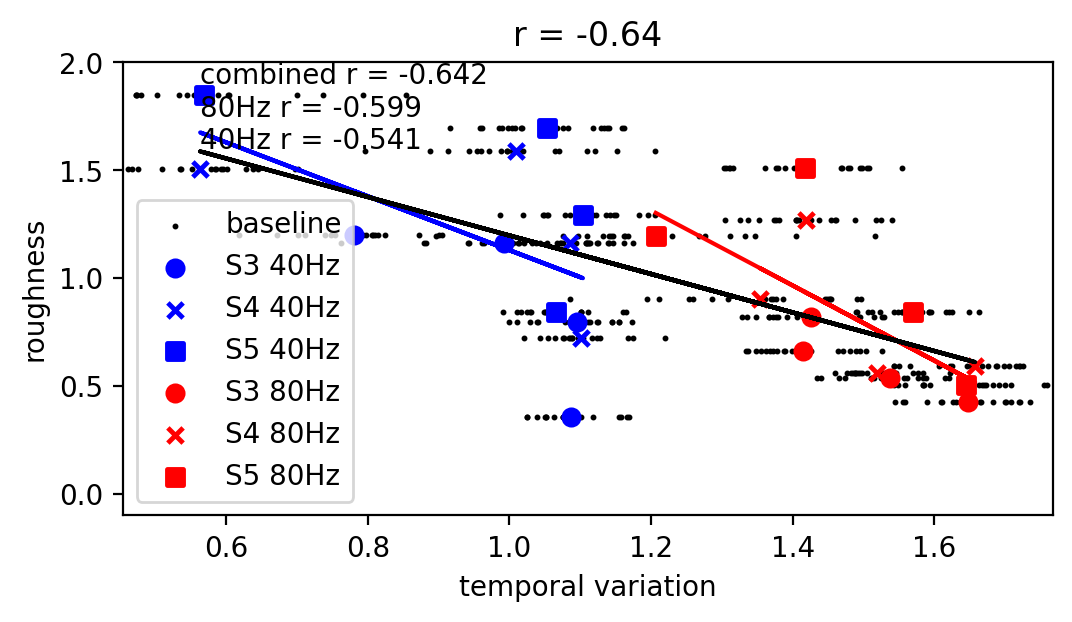 r = -0.64
combined r = -0.642
80Hz r = -0.599
40Hz r = -0.541
roughness
2.0
1.5
1.0
0.5
0.0
baseline
S3 40Hz
S4 40Hz
S5 40Hz
S3 80Hz
S4 80Hz
S5 80Hz
0.6 0.8 1.0 1.2 1.4 1.6
temporal variation